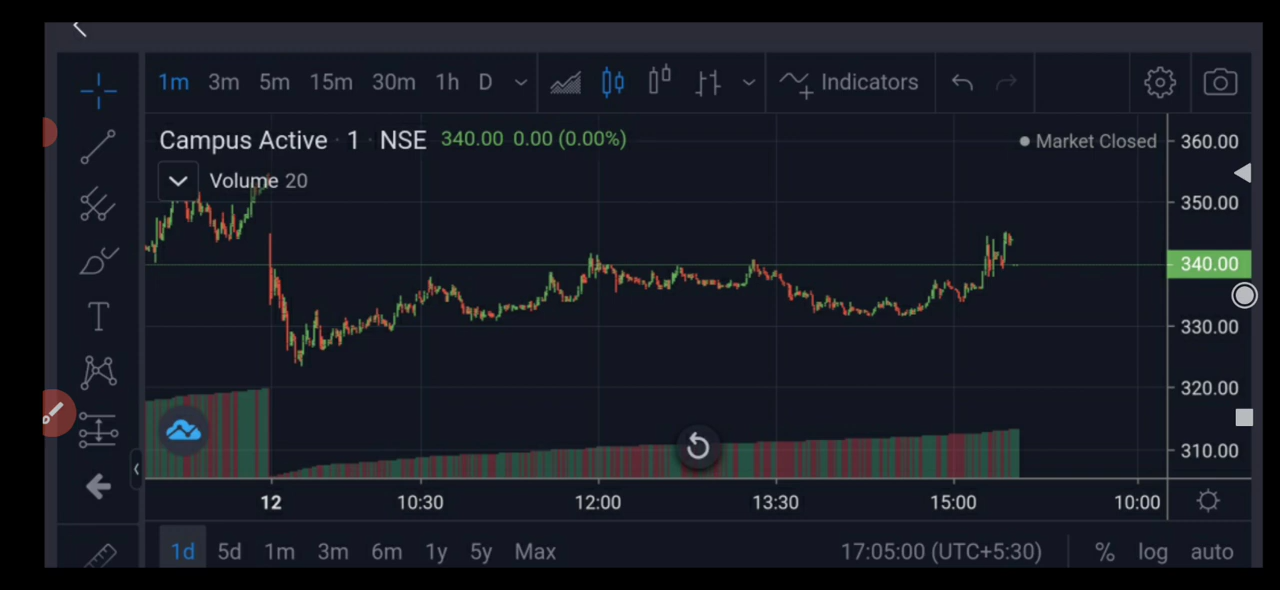 1m 3m 5m 15m 30m 1h D Indicators
Campus Active · 1 · NSE 340.00 0.00 (0.00%)
Market Closed
Volume 20
360.00
350.00
340.00
330.00
320.00
310.00
12 10:30 12:00 13:30 15:00 10:00
1d 5d 1m 3m 6m 1y 5y Max 17:05:00 (UTC+5:30) % log auto